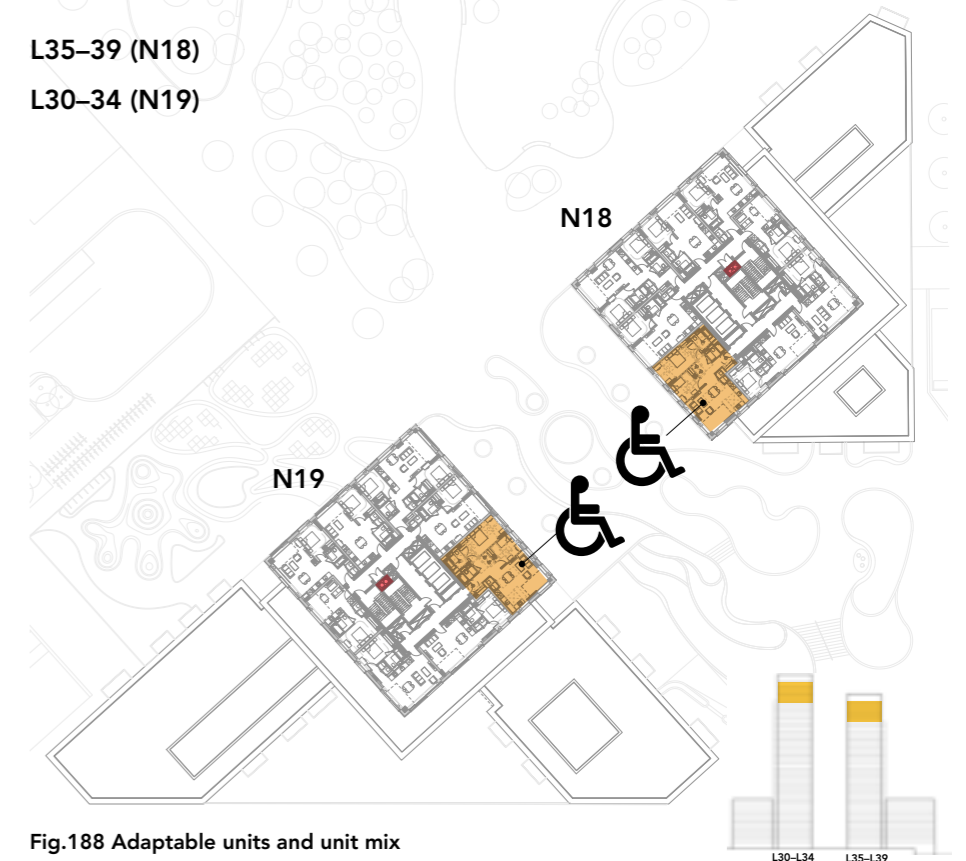 L35–39 (N18)
L30–34 (N19)
N18
N19
L30–L34
L35–L39
Fig.188 Adaptable units and unit mix